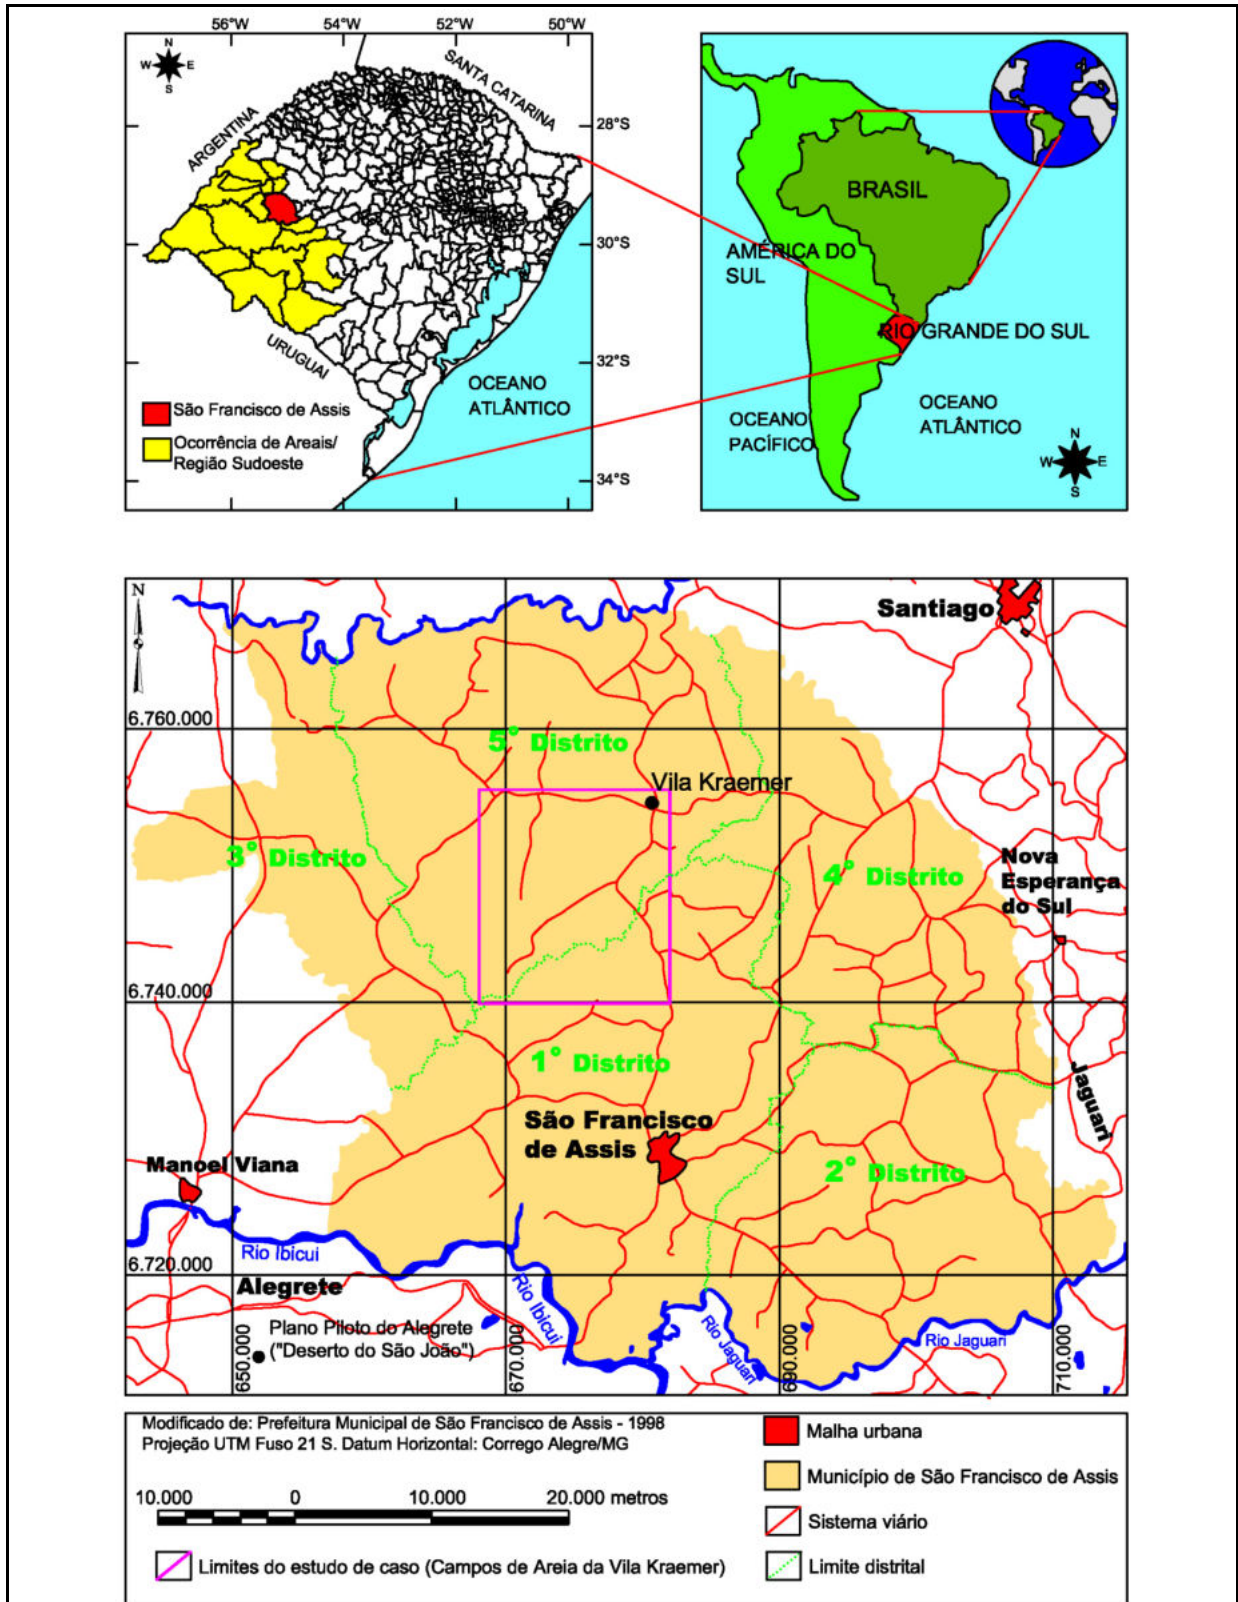 56°W 54°W 52°W 50°W
N
W E
S
SANTA CATARINA
ARGENTINA
28°S
30°S
32°S
34°S
URUGUAI
OCEANO
ATLÂNTICO
São Francisco de Assis
Ocorrência de Areais/
Região Sudoeste
BRASIL
AMÉRICA DO
SUL
RIO GRANDE DO SUL
OCEANO
PACÍFICO
OCEANO
ATLÂNTICO
N
W E
S
N
Santiago
6.760.000
5° Distrito
Vila Kraemer
3° Distrito
4° Distrito
Nova
Esperança
do Sul
6.740.000
1° Distrito
Jaguari
São Francisco
de Assis
Manoel Viana
2° Distrito
Rio Ibicui
6.720.000
Alegrete
Rio Ibicui
Rio Jaguari
Rio Jaguari
Plano Piloto do Alegrete
("Deserto do São João")
650.000
670.000
690.000
710.000
Modificado de: Prefeitura Municipal de São Francisco de Assis - 1998
Projeção UTM Fuso 21 S. Datum Horizontal: Corrego Alegre/MG
10.000 0 10.000 20.000 metros
Limites do estudo de caso (Campos de Areia da Vila Kraemer)
Malha urbana
Município de São Francisco de Assis
Sistema viário
Limite distrital